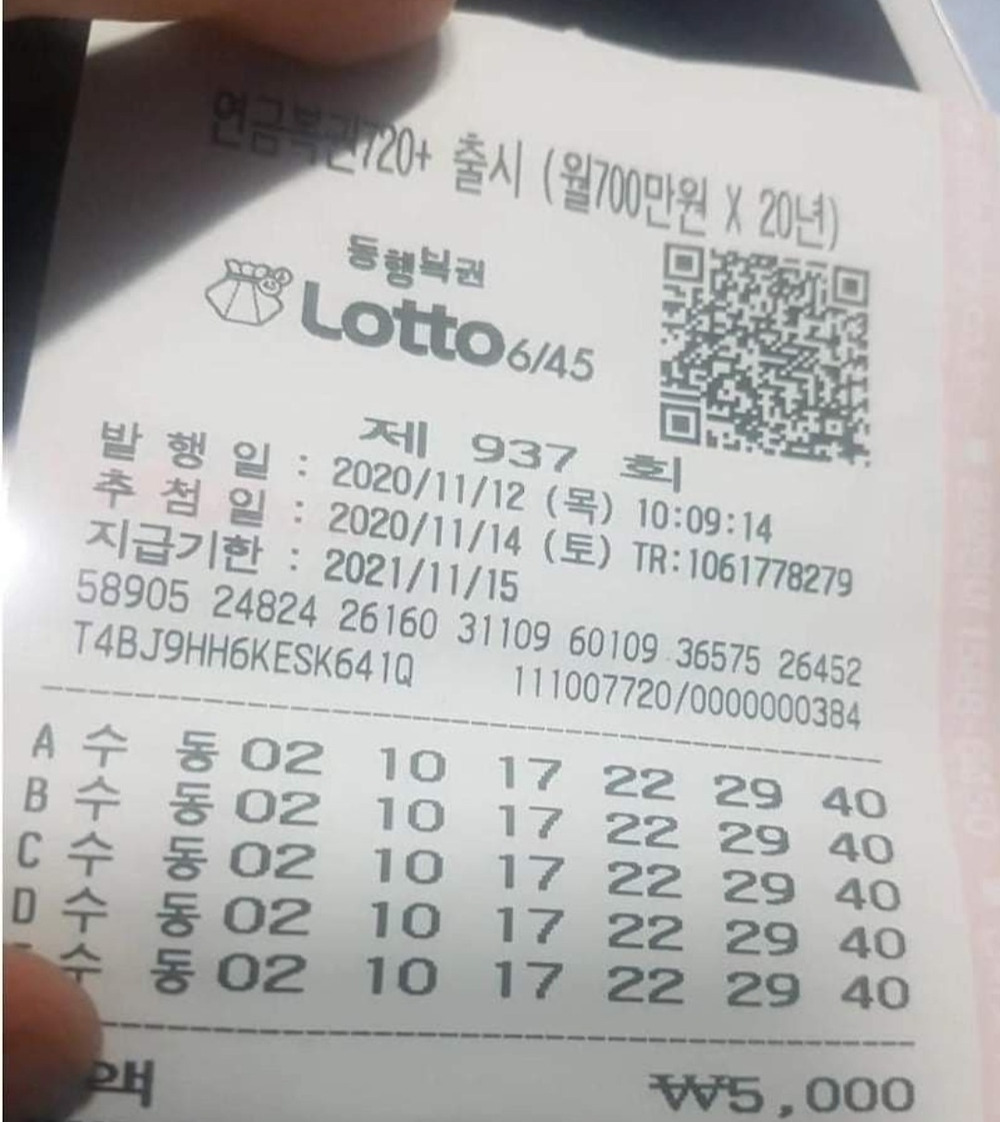 연금복권720+ 출시 (월700만원 X 20년)
동행복권
Lotto 6/45
제 937 회
발 행 일 : 2020/11/12 (목) 10:09:14
추 첨 일 : 2020/11/14 (토) TR:1061778279
지급기한 : 2021/11/15
58905 24824 26160 31109 60109 36575 26452
T4BJ9HH6KESK641Q 111007720/0000000384
A 수 동 02 10 17 22 29 40
B 수 동 02 10 17 22 29 40
C 수 동 02 10 17 22 29 40
D 수 동 02 10 17 22 29 40
수 동 02 10 17 22 29 40
액 ₩₩5,000